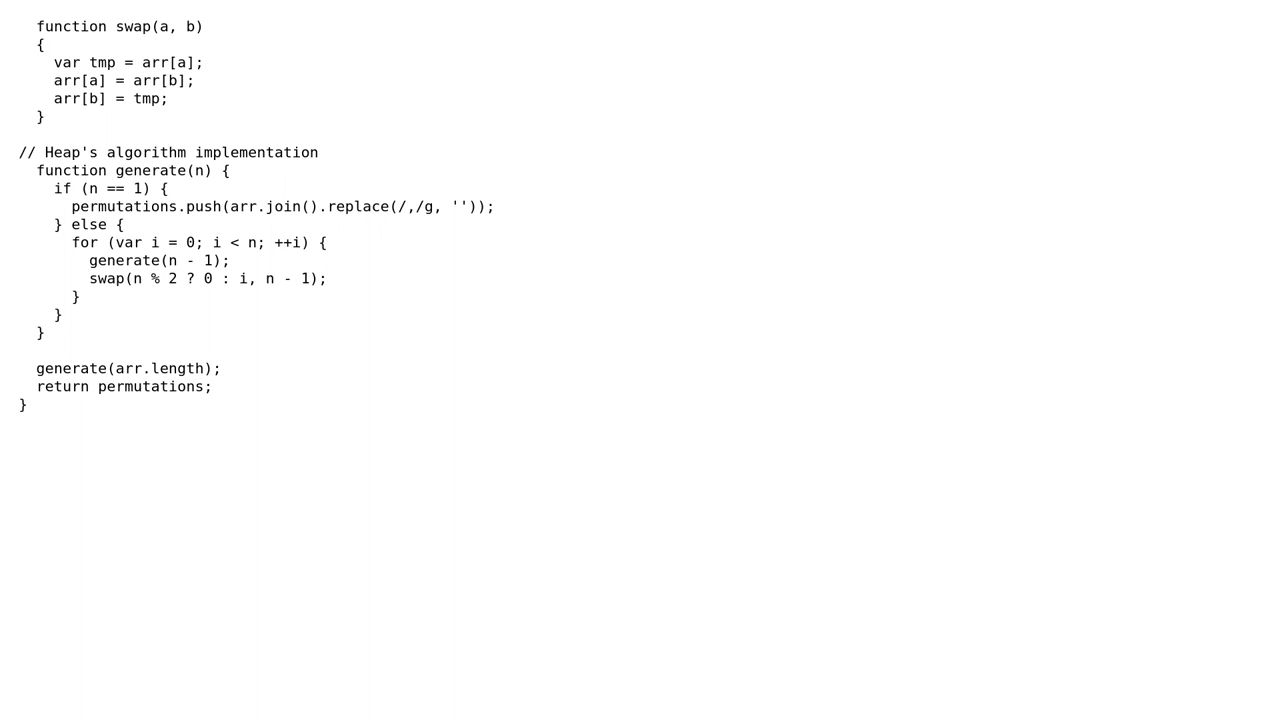 function swap(a, b)
  {
    var tmp = arr[a];
    arr[a] = arr[b];
    arr[b] = tmp;
  }

// Heap's algorithm implementation
  function generate(n) {
    if (n == 1) {
      permutations.push(arr.join().replace(/,/g, ''));
    } else {
      for (var i = 0; i < n; ++i) {
        generate(n - 1);
        swap(n % 2 ? 0 : i, n - 1);
      }
    }
  }

  generate(arr.length);
  return permutations;
}